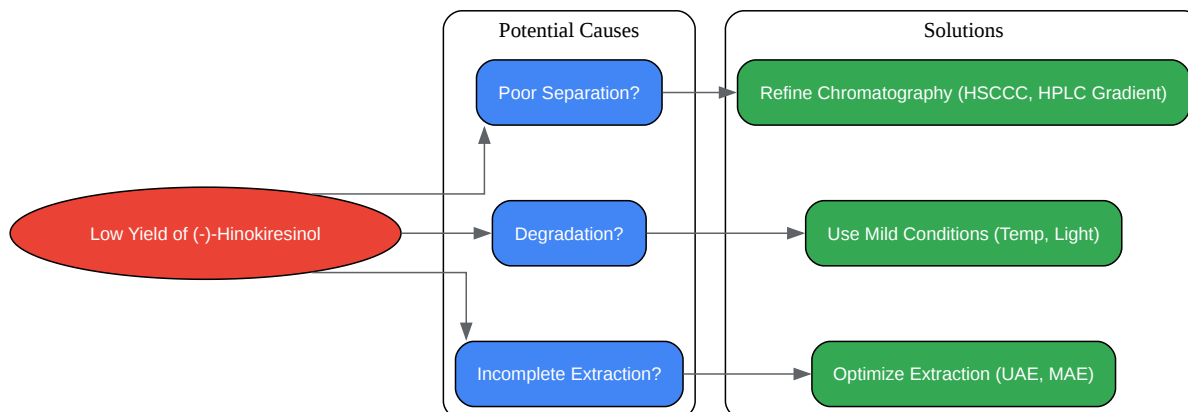 Potential Causes
Solutions
Poor Separation?
Refine Chromatography (HSCCC, HPLC Gradient)
Low Yield of (-)-Hinokiresinol
Degradation?
Use Mild Conditions (Temp, Light)
Incomplete Extraction?
Optimize Extraction (UAE, MAE)